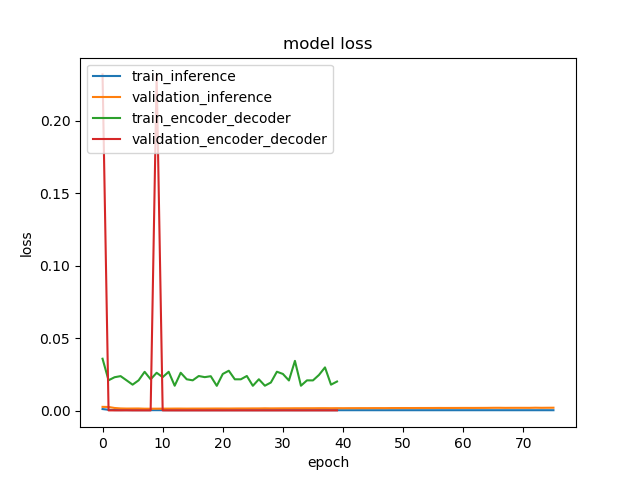 model loss
train_inference
validation_inference
train_encoder_decoder
validation_encoder_decoder
0.20
0.15
0.10
0.05
0.00
loss
0 10 20 30 40 50 60 70
epoch